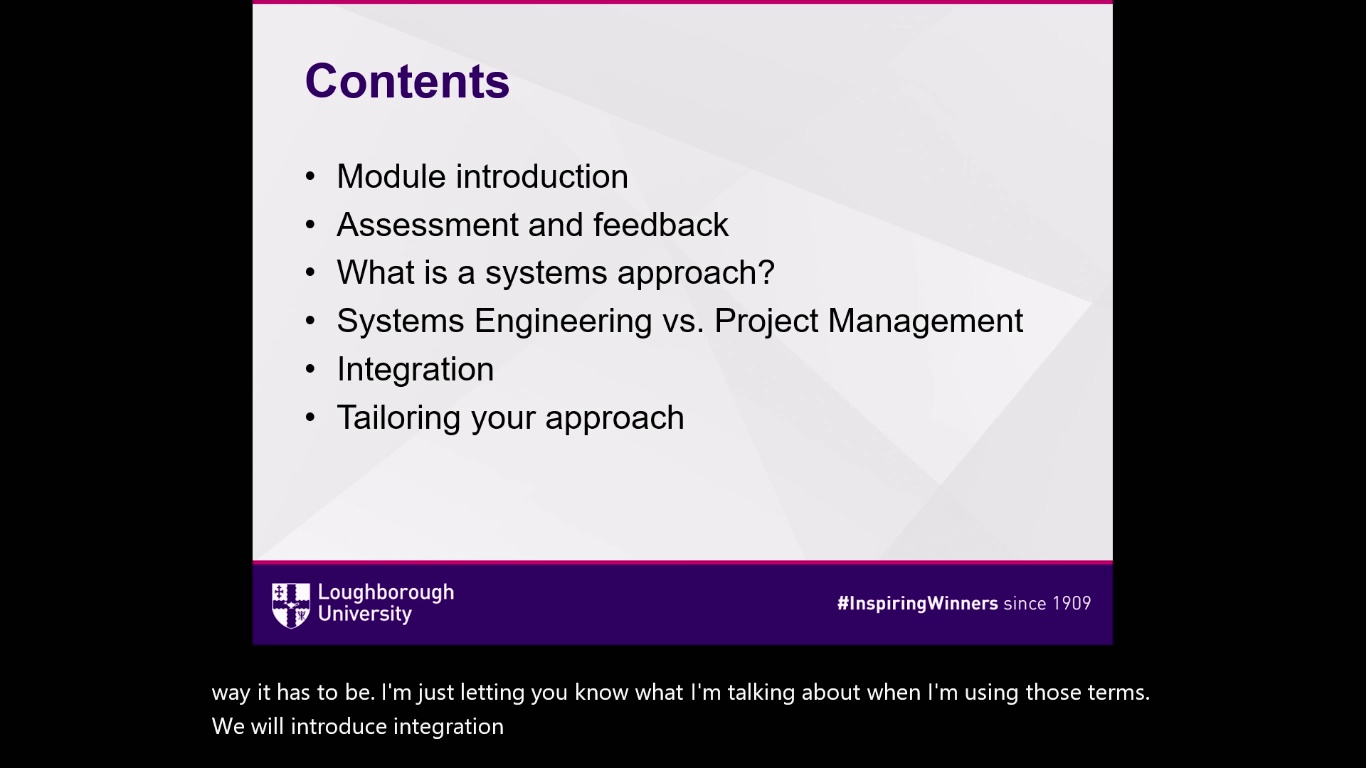 Contents
• Module introduction
• Assessment and feedback
• What is a systems approach?
• Systems Engineering vs. Project Management
• Integration
• Tailoring your approach
Loughborough
University
#InspiringWinners since 1909
way it has to be. I'm just letting you know what I'm talking about when I'm using those terms.
We will introduce integration